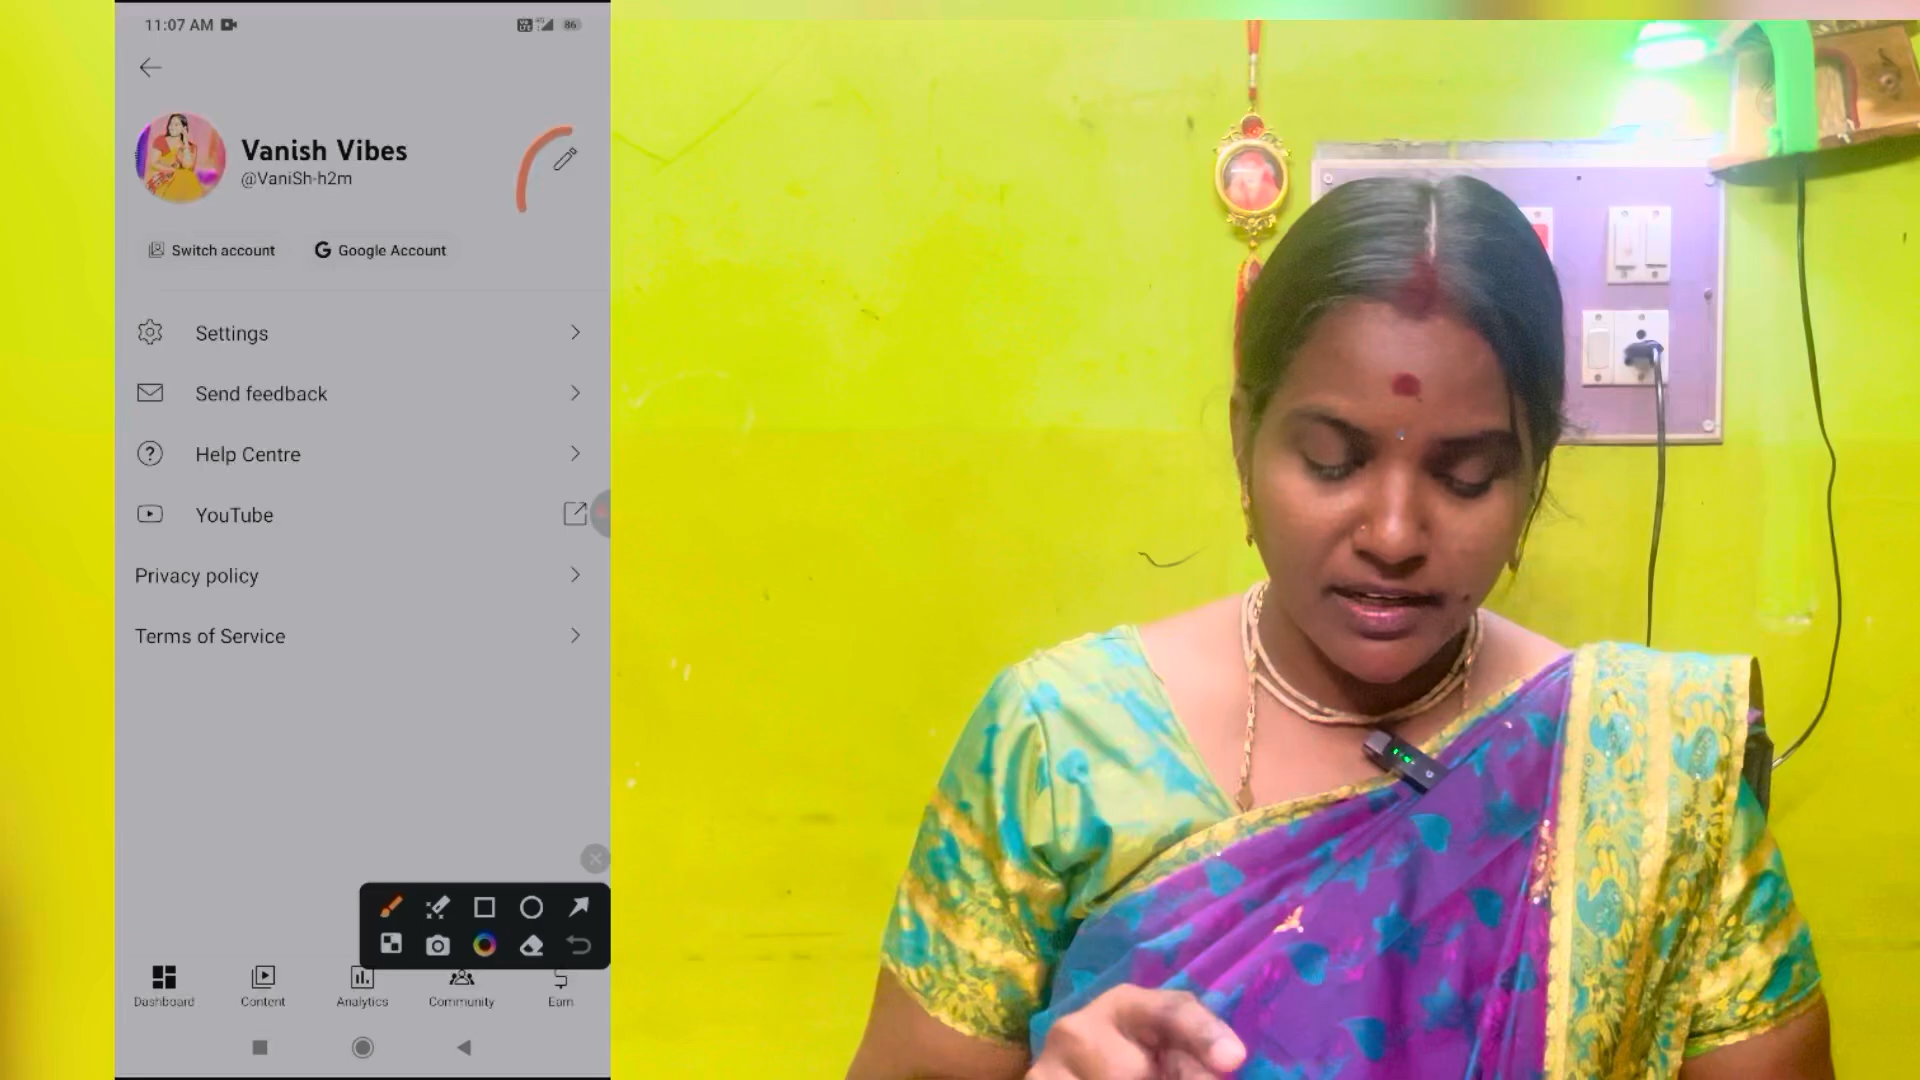 11:07 AM
86
Vanish Vibes
@VaniSh-h2m
Switch account
Google Account
Settings
Send feedback
Help Centre
YouTube
Privacy policy
Terms of Service
Dashboard
Content
Analytics
Community
Earn